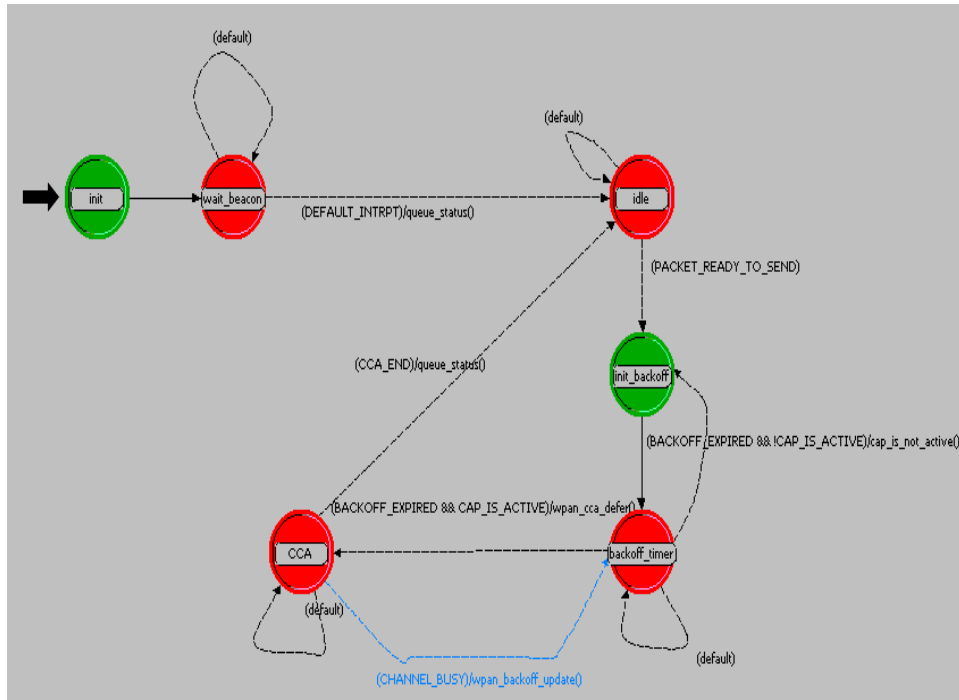 (default)
(default)
init
wait_beacon
idle
(DEFAULT_INTRPT)/queue_status()
(PACKET_READY_TO_SEND)
(CCA_END)/queue_status()
init_backoff
(BACKOFF_EXPIRED && !CAP_IS_ACTIVE)/cap_is_not_active()
(BACKOFF_EXPIRED && CAP_IS_ACTIVE)/wpan_cca_defer()
CCA
backoff_timer
(default)
(default)
(CHANNEL_BUSY)/wpan_backoff_update()